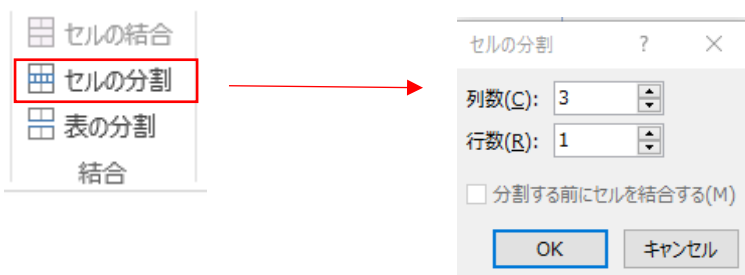 セルの結合
セルの分割
表の分割
結合
セルの分割 ? ×
列数(C): 3
行数(R): 1
分割する前にセルを結合する(M)
OK キャンセル